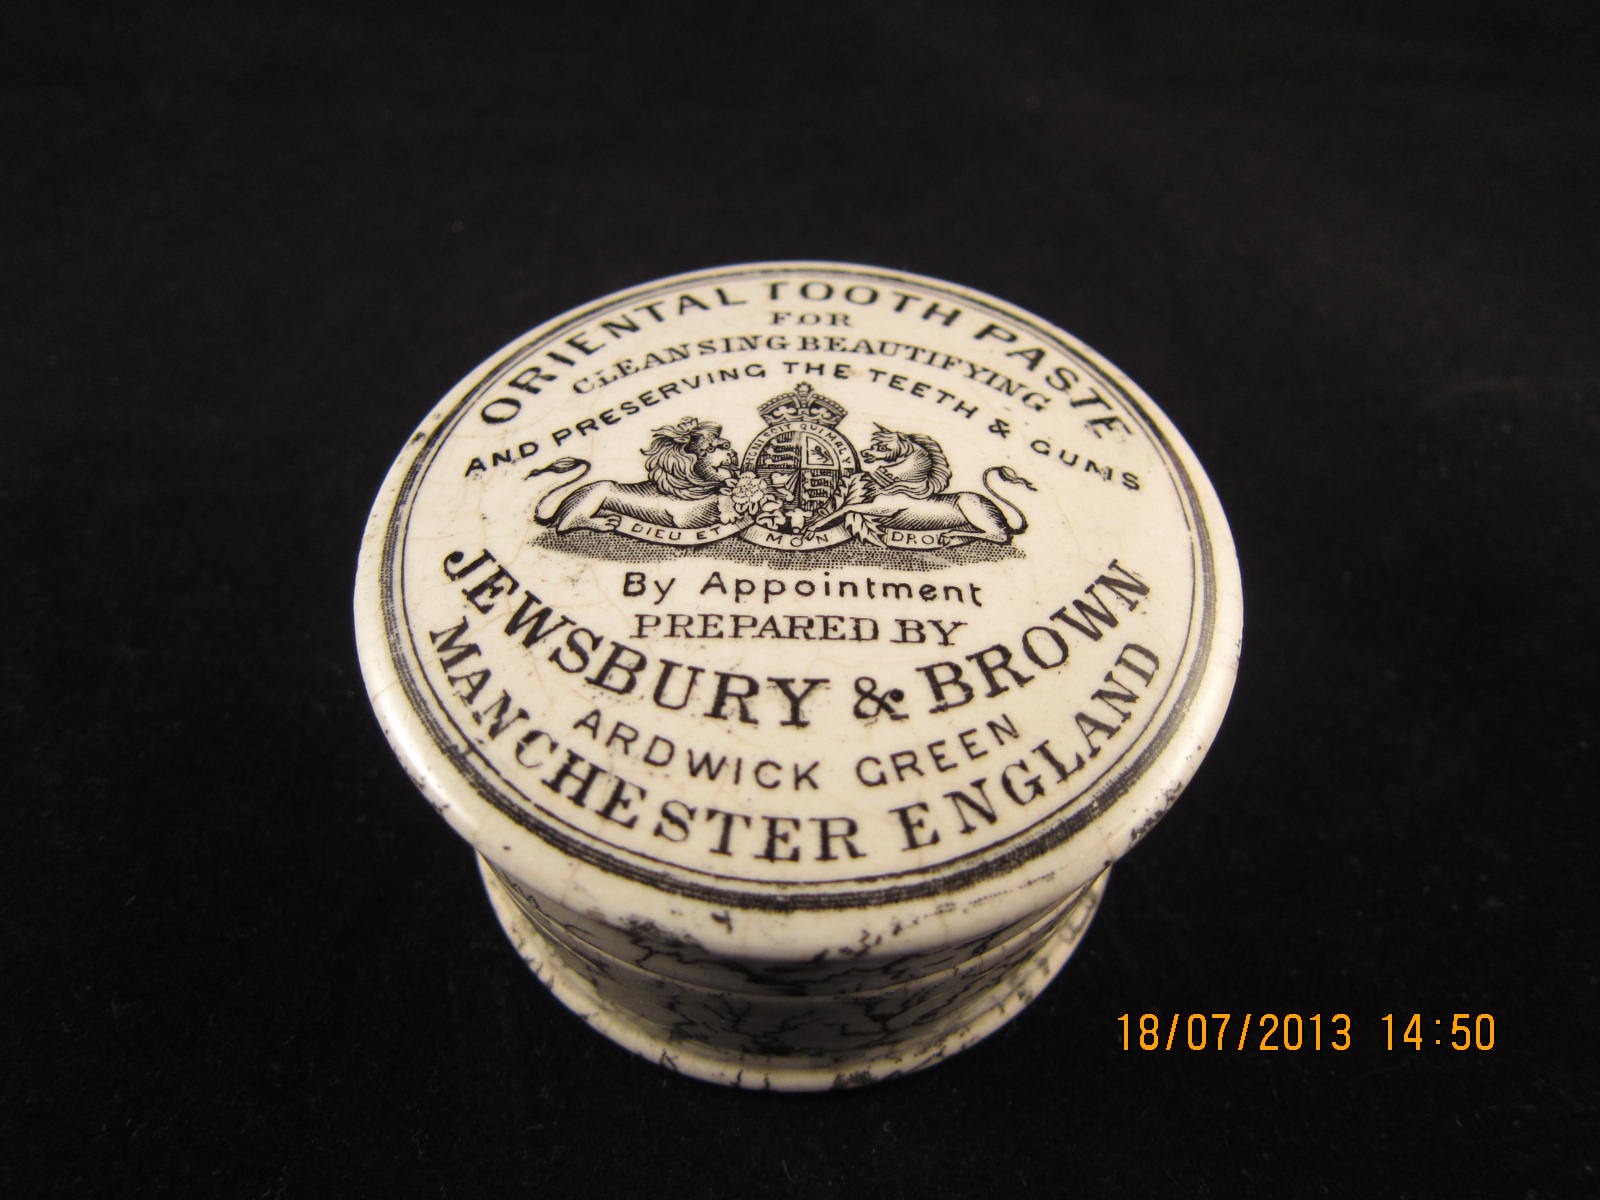 ORIENTAL TOOTH PASTE
FOR
CLEANSING BEAUTIFYING
AND PRESERVING THE TEETH & GUMS
DIEU ET MON DROIT
By Appointment
PREPARED BY
JEWSBURY & BROWN
ARDWICK GREEN
MANCHESTER ENGLAND
18/07/2013 14:50